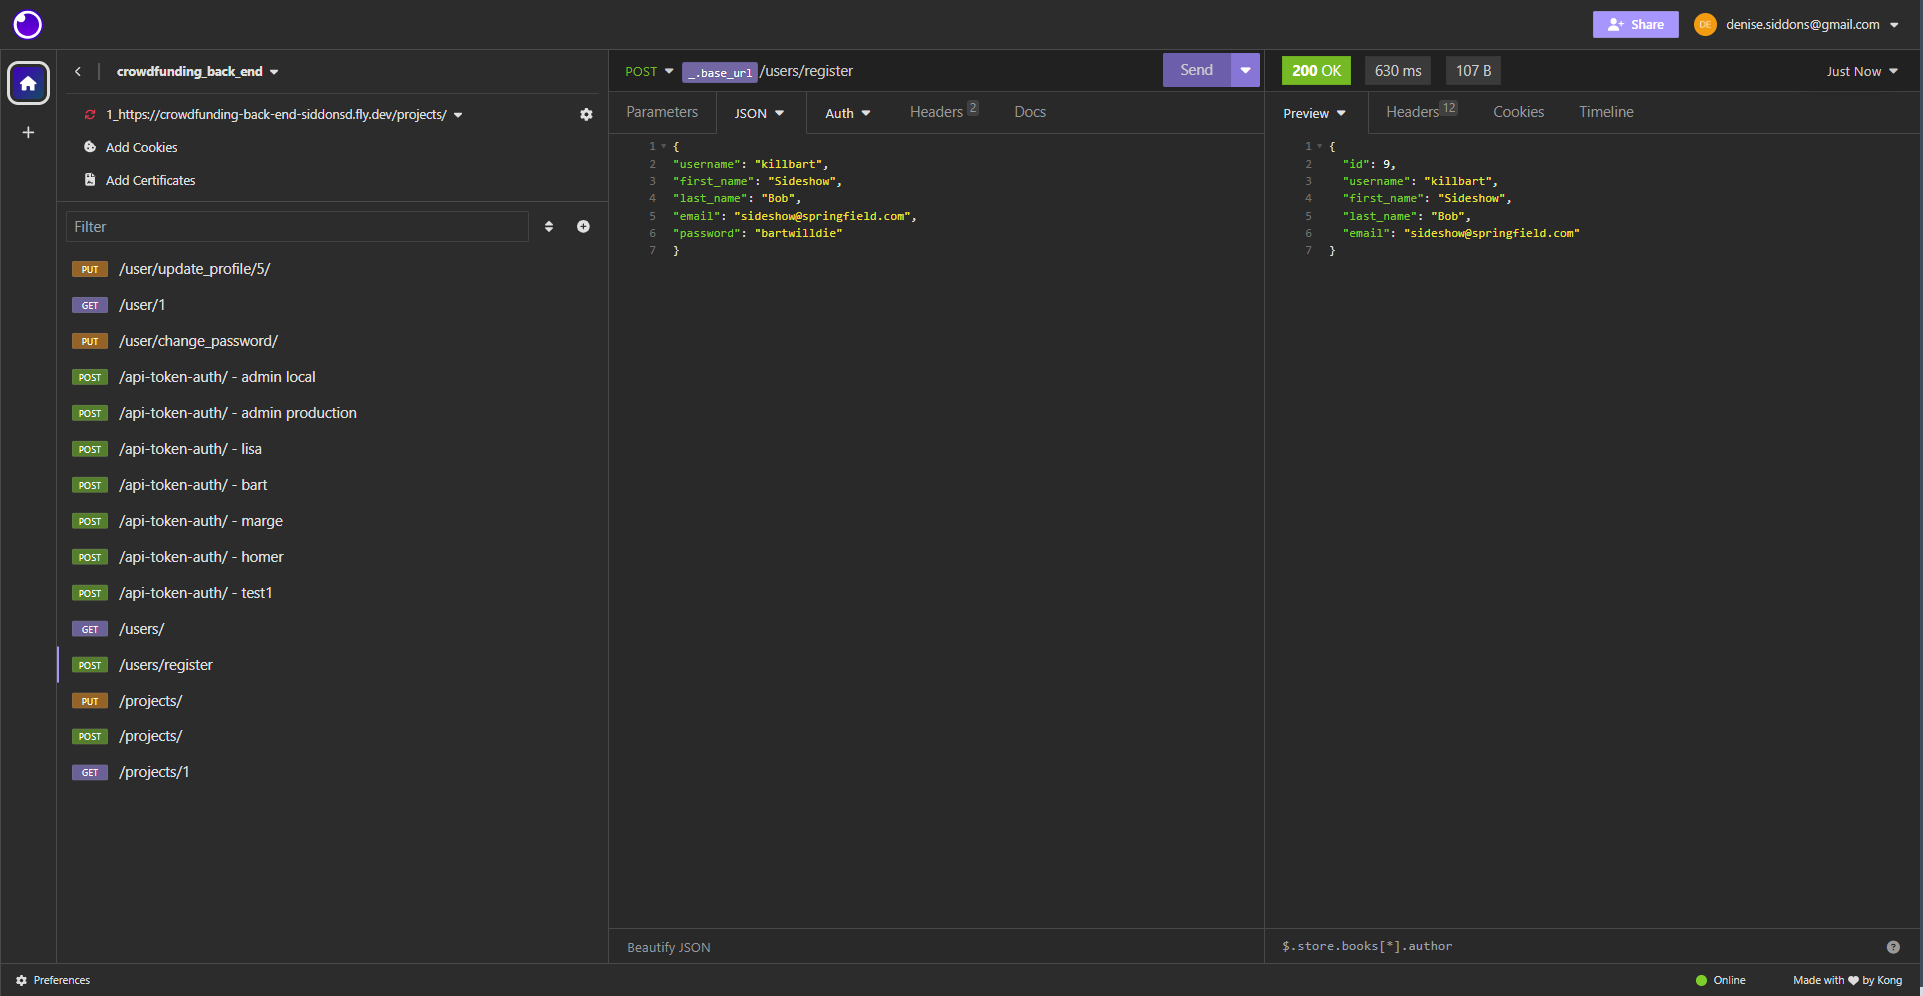 Share
DE
denise.siddons@gmail.com
crowdfunding_back_end
1_https://crowdfunding-back-end-siddonsd.fly.dev/projects/
Add Cookies
Add Certificates
Filter
PUT /user/update_profile/5/
GET /user/1
PUT /user/change_password/
POST /api-token-auth/ - admin local
POST /api-token-auth/ - admin production
POST /api-token-auth/ - lisa
POST /api-token-auth/ - bart
POST /api-token-auth/ - marge
POST /api-token-auth/ - homer
POST /api-token-auth/ - test1
GET /users/
POST /users/register
PUT /projects/
POST /projects/
GET /projects/1
POST _.base_url /users/register
Send
Parameters JSON Auth Headers 2 Docs
1 {
2 "username": "killbart",
3 "first_name": "Sideshow",
4 "last_name": "Bob",
5 "email": "sideshow@springfield.com",
6 "password": "bartwilldie"
7 }
Beautify JSON
200 OK 630 ms 107 B
Just Now
Preview Headers 12 Cookies Timeline
1 {
2 "id": 9,
3 "username": "killbart",
4 "first_name": "Sideshow",
5 "last_name": "Bob",
6 "email": "sideshow@springfield.com"
7 }
$.store.books[*].author
?
Preferences
Online
Made with ♥ by Kong